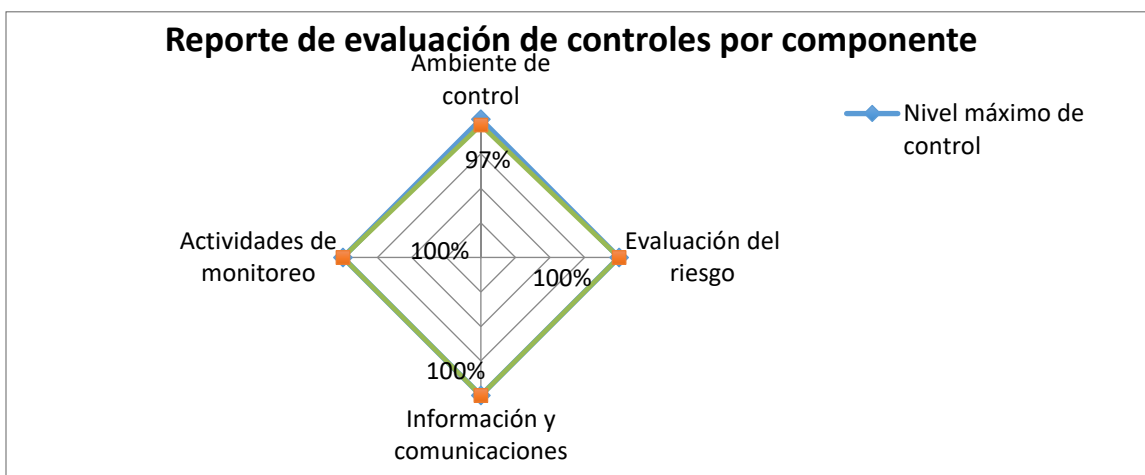 Reporte de evaluación de controles por componente
Ambiente de
control
Nivel máximo de
control
97%
Actividades de
monitoreo
100%
Evaluación del
riesgo
100%
100%
Información y
comunicaciones